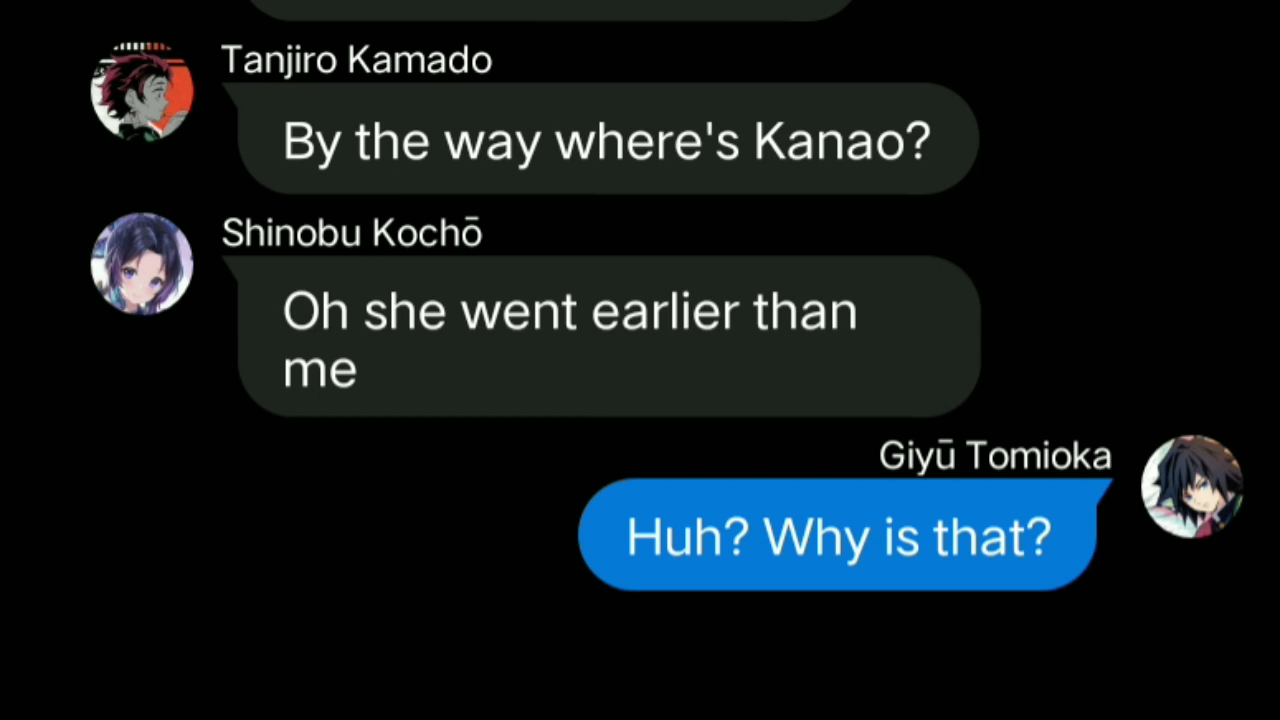 Tanjiro Kamado
By the way where's Kanao?
Shinobu Kochō
Oh she went earlier than
me
Giyū Tomioka
Huh? Why is that?